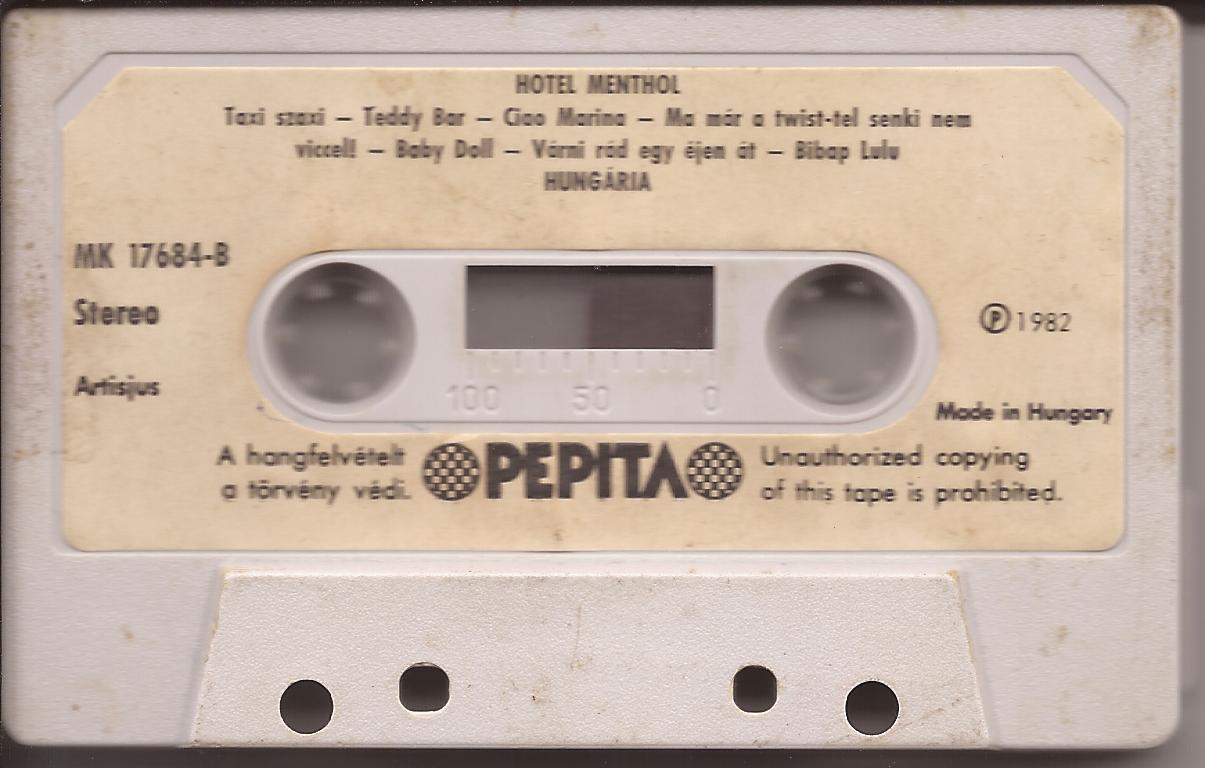 HOTEL MENTHOL
Taxi szaxi – Teddy Bar – Ciao Marina – Ma már a twist-tel senki nem
viccel! – Baby Doll – Várni rád egy éjen át – Bibap Lulu
HUNGÁRIA
MK 17684-B
Stereo
Ⓟ 1982
Artisjus
100 50 0
Made in Hungary
A hangfelvételt
a törvény védi.
PEPITA
Unauthorized copying
of this tape is prohibited.